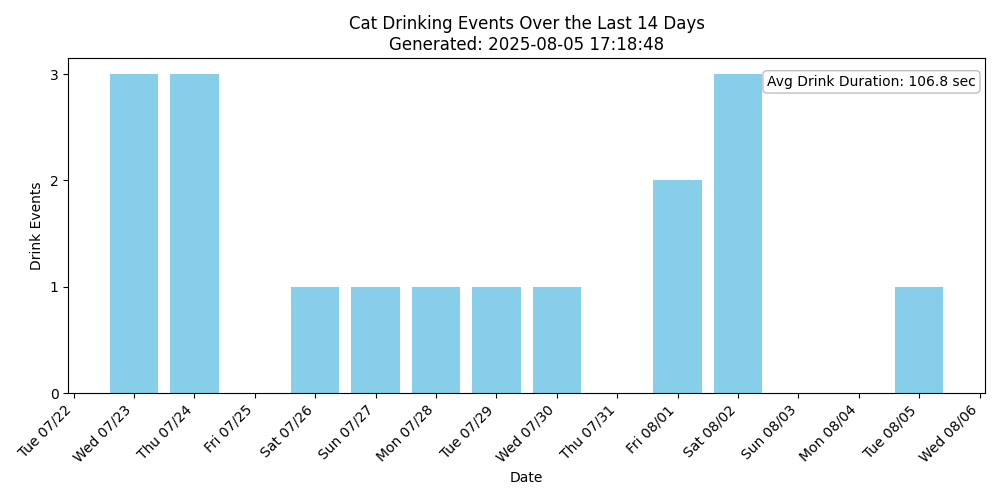 Cat Drinking Events Over the Last 14 Days
Generated: 2025-08-05 17:18:48
Avg Drink Duration: 106.8 sec
Drink Events
3
2
1
0
Tue 07/22
Wed 07/23
Thu 07/24
Fri 07/25
Sat 07/26
Sun 07/27
Mon 07/28
Tue 07/29
Wed 07/30
Thu 07/31
Fri 08/01
Sat 08/02
Sun 08/03
Mon 08/04
Tue 08/05
Wed 08/06
Date